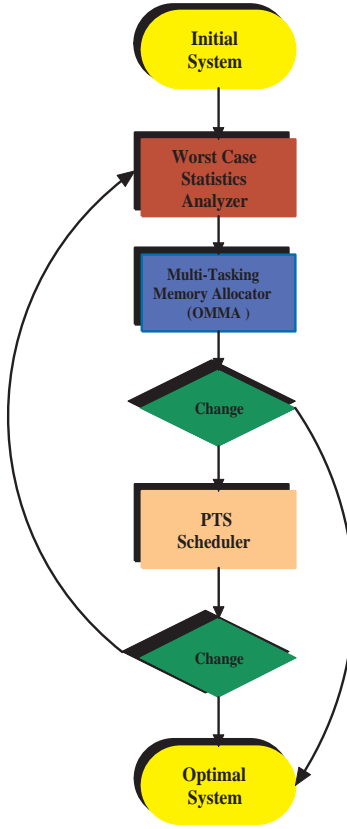 Initial
System
Worst Case
Statistics
Analyzer
Multi-Tasking
Memory Allocator
(OMMA )
Change
PTS
Scheduler
Change
Optimal
System